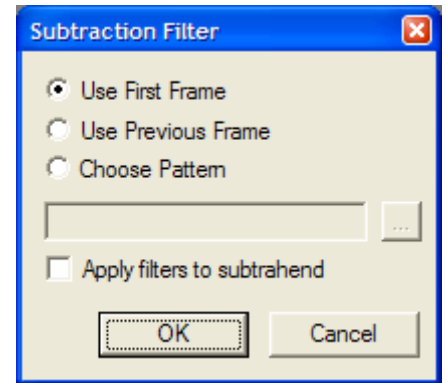 Subtraction Filter
Use First Frame
Use Previous Frame
Choose Pattern
...
Apply filters to subtrahend
OK Cancel